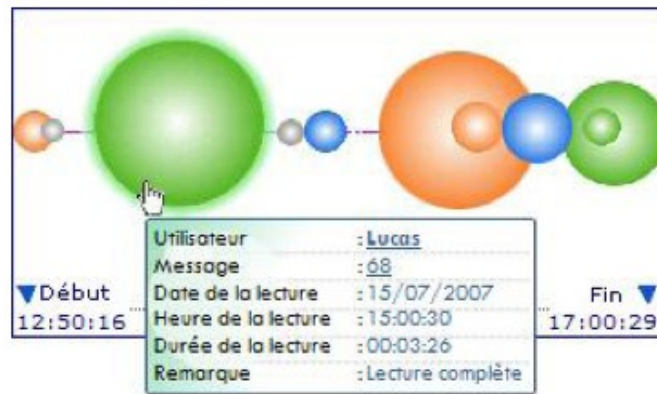 Utilisateur : Lucas
Message : 68
Date de la lecture : 15/07/2007
Heure de la lecture : 15:00:30
Durée de la lecture : 00:03:26
Remarque : Lecture complète
Début
12:50:16
Fin
17:00:29